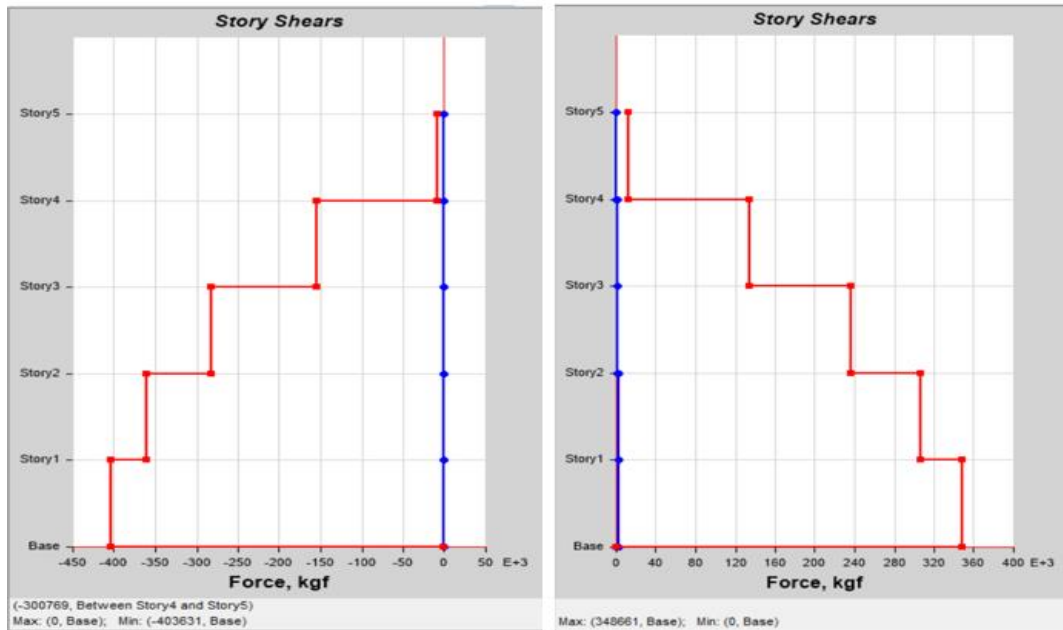 Story Shears
Story5
Story4
Story3
Story2
Story1
Base
-450 -400 -350 -300 -250 -200 -150 -100 -50 0 50 E+3
Force, kgf
(-300769, Between Story4 and Story5)
Max: (0, Base); Min: (-403631, Base)
Story Shears
Story5
Story4
Story3
Story2
Story1
Base
0 40 80 130 160 200 240 280 320 360 400 E+3
Force, kgf
Max: (348661, Base); Min: (0, Base)